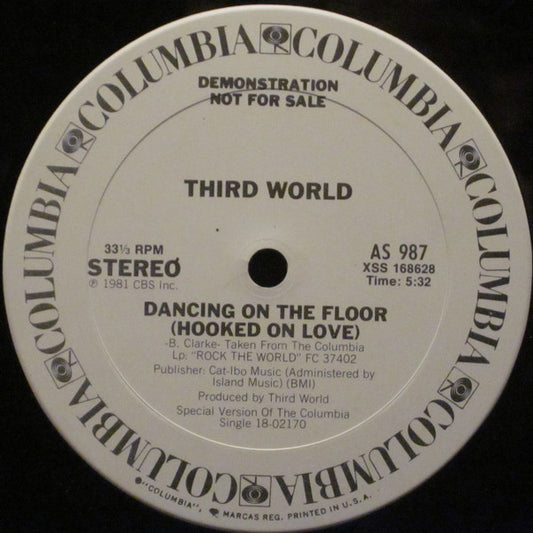 COLUMBIA COLUMBIA COLUMBIA COLUMBIA COLUMBIA COLUMBIA COLUMBIA
DEMONSTRATION
NOT FOR SALE
THIRD WORLD
33⅓ RPM
STEREO
℗ 1981 CBS Inc.
AS 987
XSS 168628
Time: 5:32
DANCING ON THE FLOOR
(HOOKED ON LOVE)
-B. Clarke- Taken From The Columbia
Lp: "ROCK THE WORLD" FC 37402
Publisher: Cat-Ibo Music (Administered by
Island Music) (BMI)
Produced by Third World
Special Version Of The Columbia
Single 18-02170
●"COLUMBIA", MARCAS REG. PRINTED IN U.S.A.